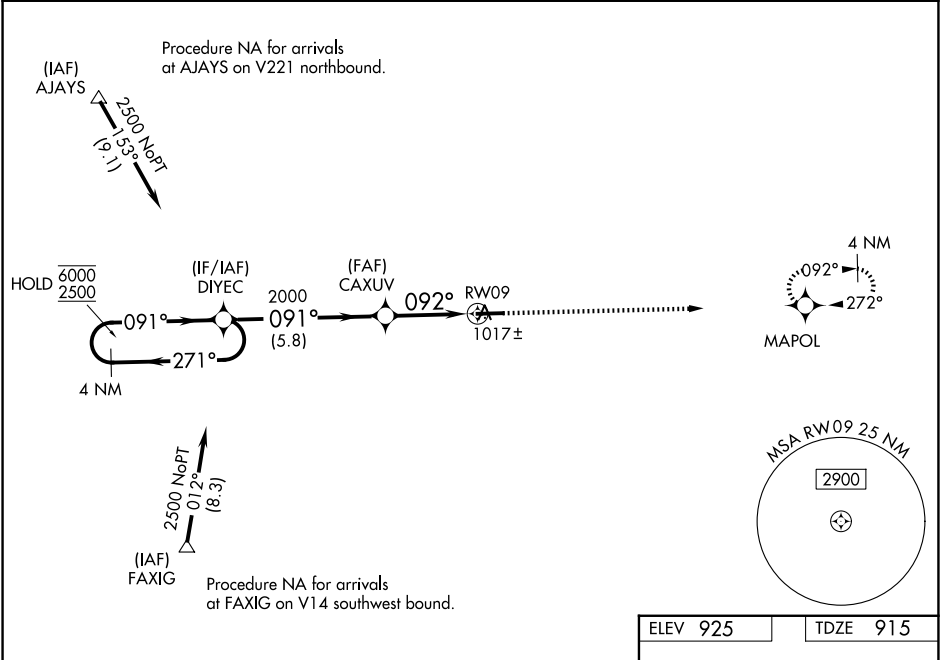 Procedure NA for arrivals
at AJAYS on V221 northbound.
(IAF)
AJAYS
2500 NoPT
153°
(9.1)
HOLD 6000
2500
(IF/IAF)
DIYEC
(FAF)
CAXUV
091°
2000
091°
(5.8)
092°
RW09
1017±
271°
4 NM
4 NM
092°
272°
MAPOL
2500 NoPT
012°
(8.3)
(IAF)
FAXIG
Procedure NA for arrivals
at FAXIG on V14 southwest bound.
MSA RW09 25 NM
2900
ELEV 925
TDZE 915